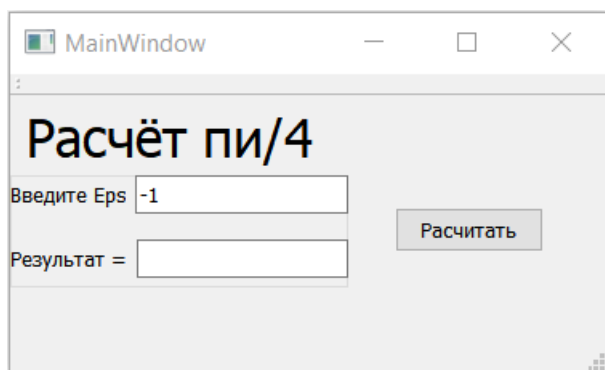 MainWindow
Расчёт пи/4
Введите Eps -1
Расчитать
Результат =